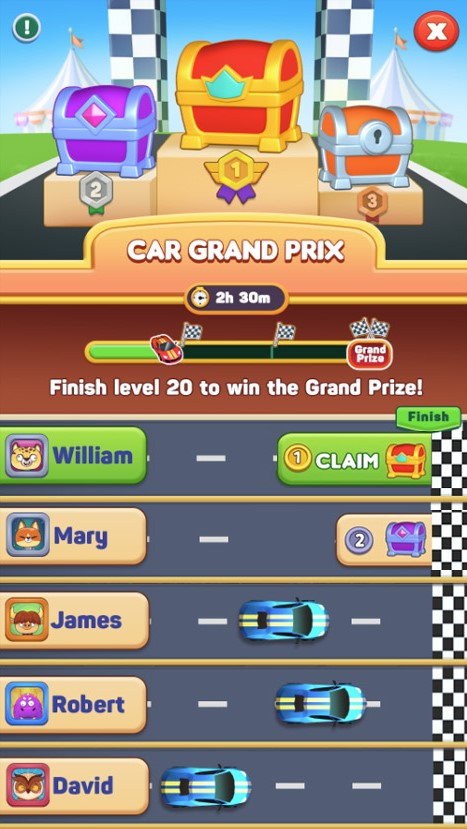 !
2
1
3
CAR GRAND PRIX
2h 30m
Grand
Prize
Finish level 20 to win the Grand Prize!
Finish
William
1 CLAIM
Mary
2
James
Robert
David